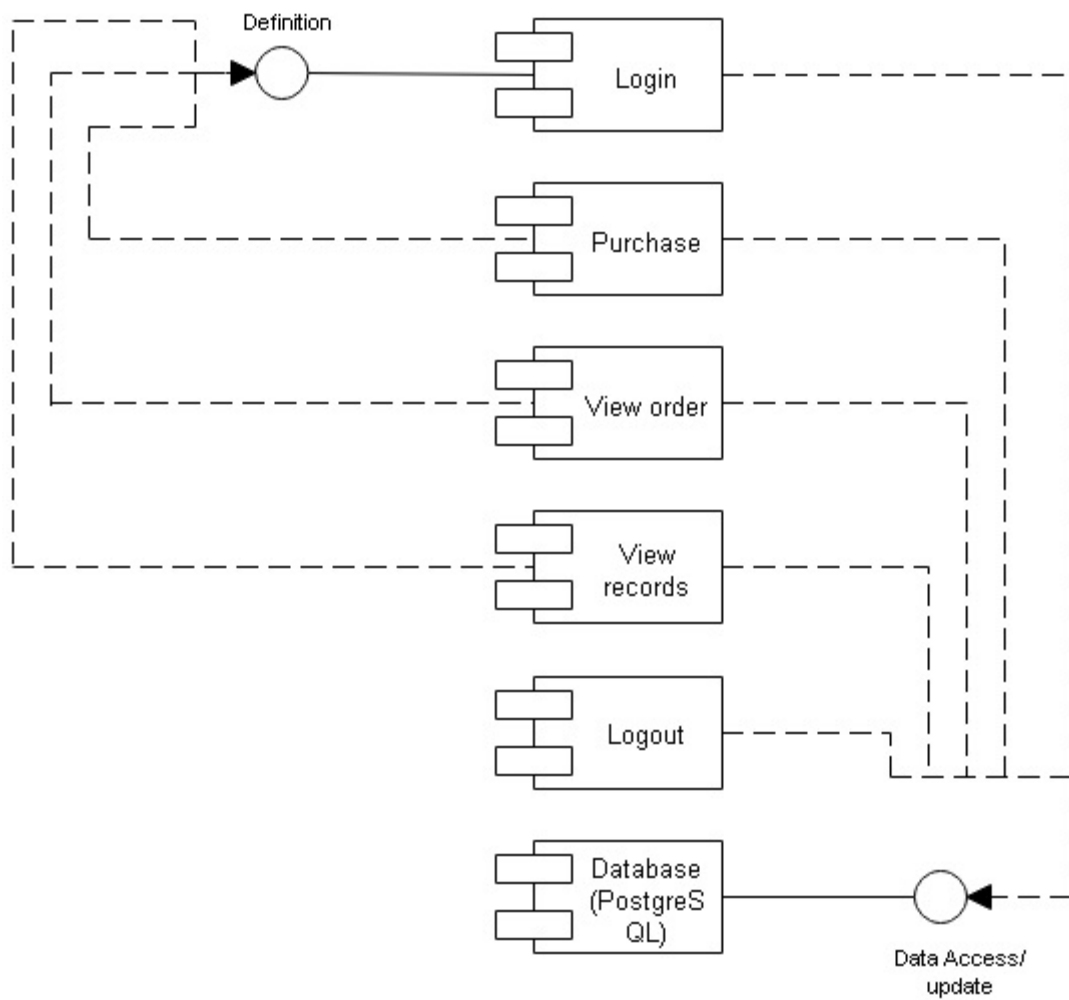 Definition
Login
Purchase
View order
View
records
Logout
Database
(PostgreS
QL)
Data Access/
update